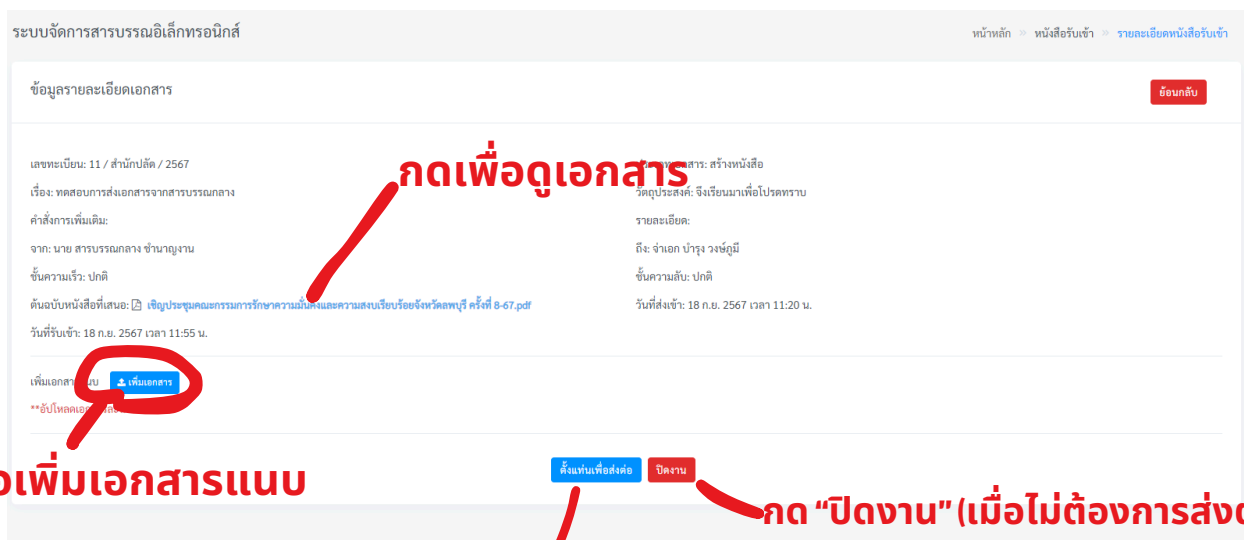 ระบบจัดการสารบรรณอิเล็กทรอนิกส์
หน้าหลัก » หนังสือรับเข้า » รายละเอียดหนังสือรับเข้า
ข้อมูลรายละเอียดเอกสาร
ย้อนกลับ
เลขทะเบียน: 11 / สำนักปลัด / 2567
สาร: สร้างหนังสือ
กดเพื่อดูเอกสาร
เรื่อง: ทดสอบการส่งเอกสารจากสารบรรณกลาง
วัตถุประสงค์: จึงเรียนมาเพื่อโปรดทราบ
คำสั่งการเพิ่มเติม:
รายละเอียด:
จาก: นาย สารบรรณกลาง ชำนาญงาน
ถึง: จ่าเอก บำรุง วงษ์ภูมี
ชั้นความเร็ว: ปกติ
ชั้นความลับ: ปกติ
ต้นฉบับหนังสือที่เสนอ: เชิญประชุมคณะกรรมการรักษาความมั่นคงและความสงบเรียบร้อยจังหวัดลพบุรี ครั้งที่ 8-67.pdf
วันที่ส่งเข้า: 18 ก.ย. 2567 เวลา 11:20 น.
วันที่รับเข้า: 18 ก.ย. 2567 เวลา 11:55 น.
เพิ่มเอกสาร
**อัปโหลด
เพิ่มเอกสารแนบ
ตั้งแท่นเพื่อส่งต่อ
ปิดงาน
กด “ปิดงาน” (เมื่อไม่ต้องการส่ง